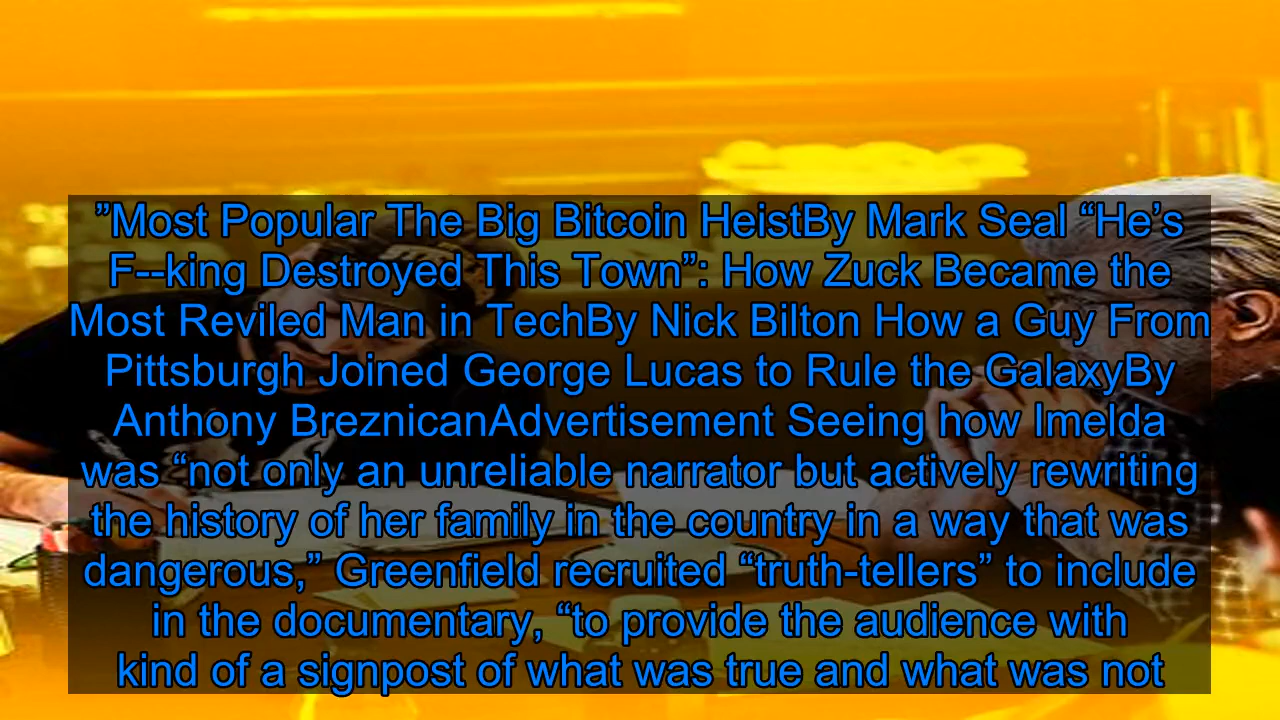 ”Most Popular The Big Bitcoin HeistBy Mark Seal “He’s
F--king Destroyed This Town”: How Zuck Became the
Most Reviled Man in TechBy Nick Bilton How a Guy From
Pittsburgh Joined George Lucas to Rule the GalaxyBy
Anthony BreznicanAdvertisement Seeing how Imelda
was “not only an unreliable narrator but actively rewriting
the history of her family in the country in a way that was
dangerous,” Greenfield recruited “truth-tellers” to include
in the documentary, “to provide the audience with
kind of a signpost of what was true and what was not